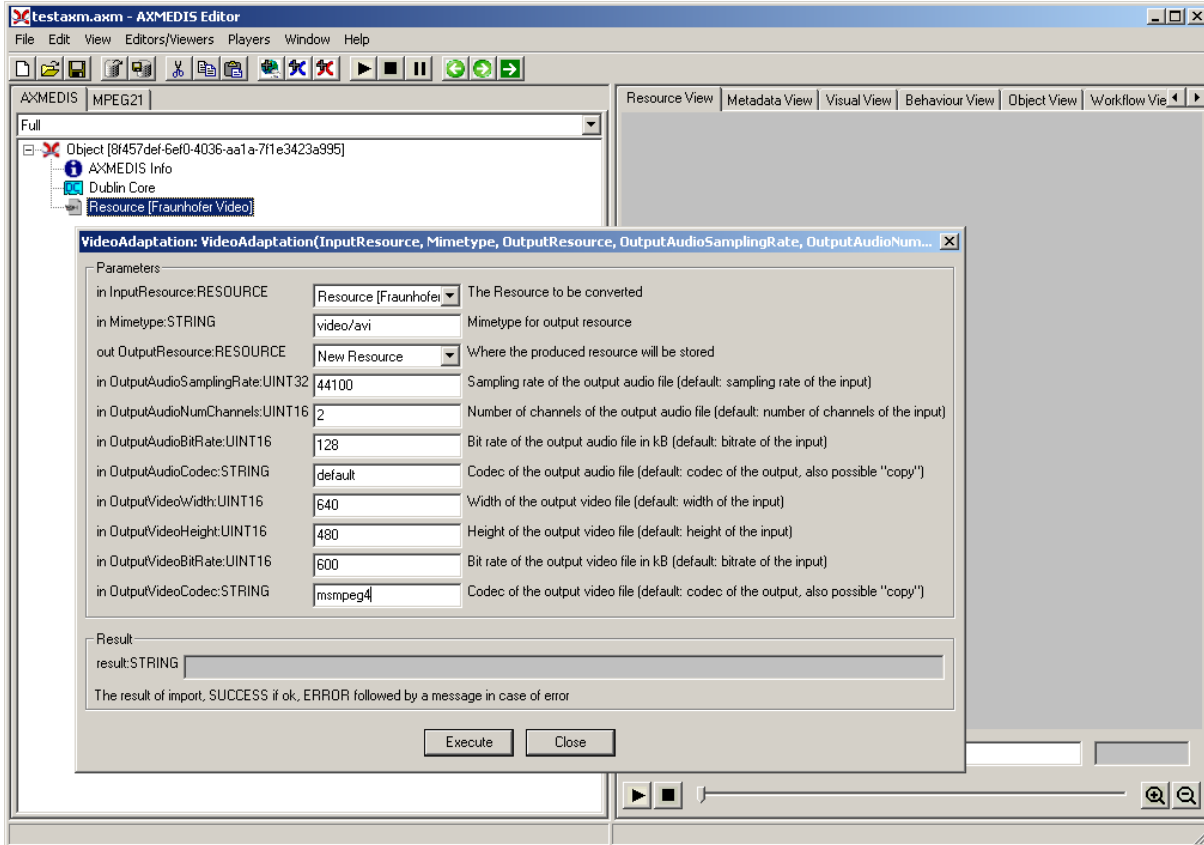 testaxm.axm - AXMEDIS Editor
File Edit View Editors/Viewers Players Window Help
AXMEDIS MPEG21
Resource View Metadata View Visual View Behaviour View Object View Workflow Vie
Full
Object [8f457def-6ef0-4036-aa1a-7f1e3423a995]
AXMEDIS Info
DC Dublin Core
Resource [Fraunhofer Video]
VideoAdaptation: VideoAdaptation(InputResource, Mimetype, OutputResource, OutputAudioSamplingRate, OutputAudioNum...
Parameters
in InputResource:RESOURCE Resource [Fraunhofer The Resource to be converted
in Mimetype:STRING video/avi Mimetype for output resource
out OutputResource:RESOURCE New Resource Where the produced resource will be stored
in OutputAudioSamplingRate:UINT32 44100 Sampling rate of the output audio file (default: sampling rate of the input)
in OutputAudioNumChannels:UINT16 2 Number of channels of the output audio file (default: number of channels of the input)
in OutputAudioBitRate:UINT16 128 Bit rate of the output audio file in kB (default: bitrate of the input)
in OutputAudioCodec:STRING default Codec of the output audio file (default: codec of the output, also possible "copy")
in OutputVideoWidth:UINT16 640 Width of the output video file (default: width of the input)
in OutputVideoHeight:UINT16 480 Height of the output video file (default: height of the input)
in OutputVideoBitRate:UINT16 600 Bit rate of the output video file in kB (default: bitrate of the input)
in OutputVideoCodec:STRING msmpeg4 Codec of the output video file (default: codec of the output, also possible "copy")
Result
result:STRING
The result of import, SUCCESS if ok, ERROR followed by a message in case of error
Execute Close